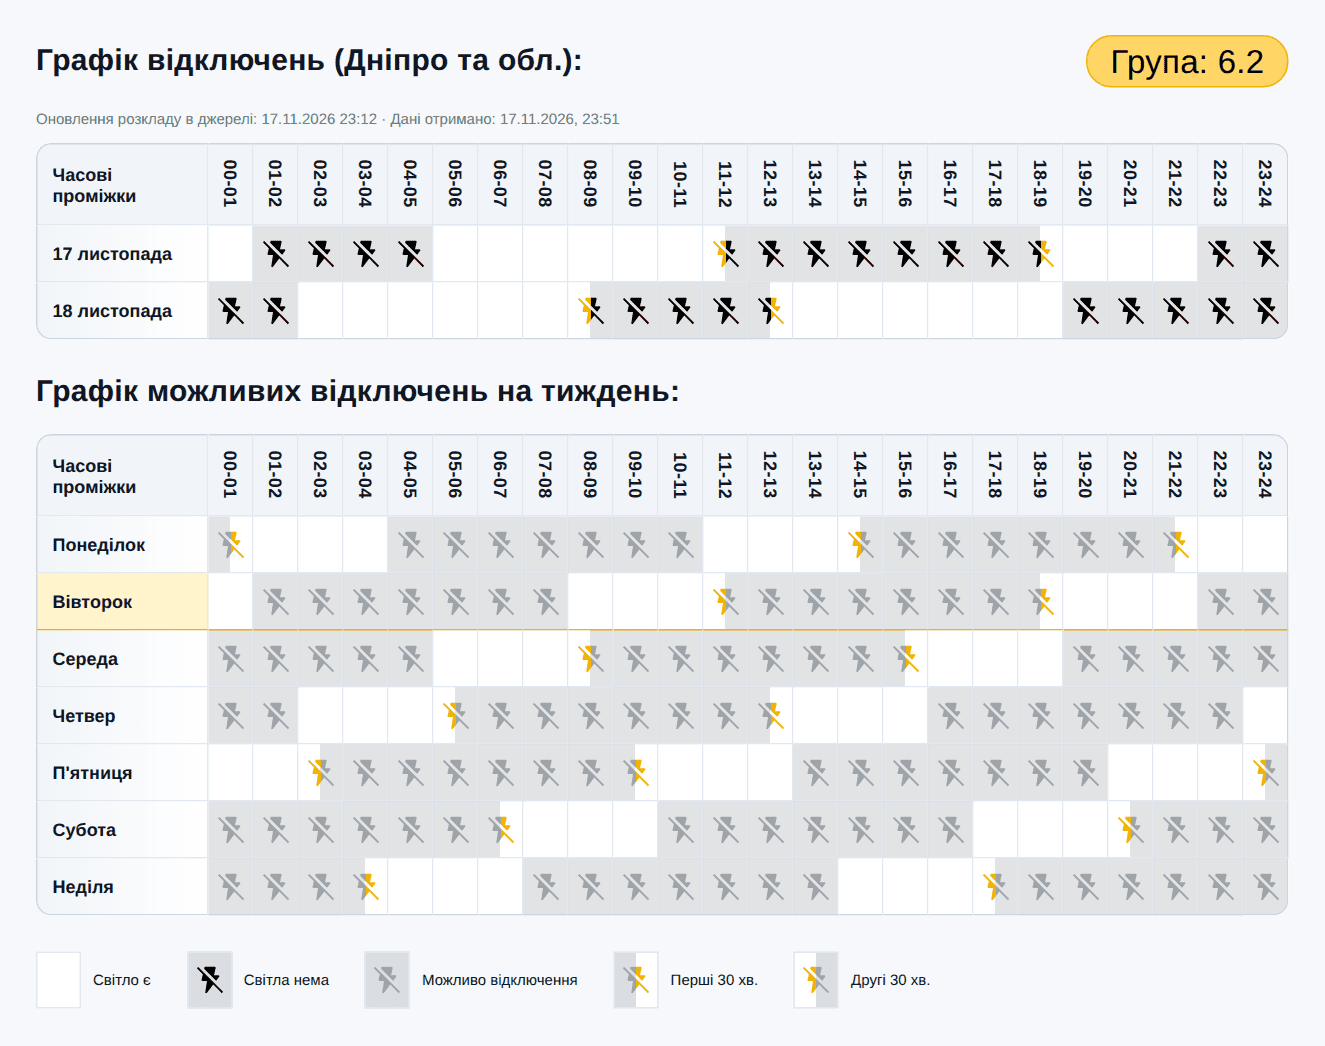 Графік відключень (Дніпро та обл.):
Група: 6.2
Оновлення розкладу в джерелі: 17.11.2026 23:12 · Дані отримано: 17.11.2026, 23:51
Часові проміжки 00-01 01-02 02-03 03-04 04-05 05-06 06-07 07-08 08-09 09-10 10-11 11-12 12-13 13-14 14-15 15-16 16-17 17-18 18-19 19-20 20-21 21-22 22-23 23-24
17 листопада
18 листопада
Графік можливих відключень на тиждень:
Часові проміжки 00-01 01-02 02-03 03-04 04-05 05-06 06-07 07-08 08-09 09-10 10-11 11-12 12-13 13-14 14-15 15-16 16-17 17-18 18-19 19-20 20-21 21-22 22-23 23-24
Понеділок
Вівторок
Середа
Четвер
П'ятниця
Субота
Неділя
Світло є Світла нема Можливо відключення Перші 30 хв. Другі 30 хв.